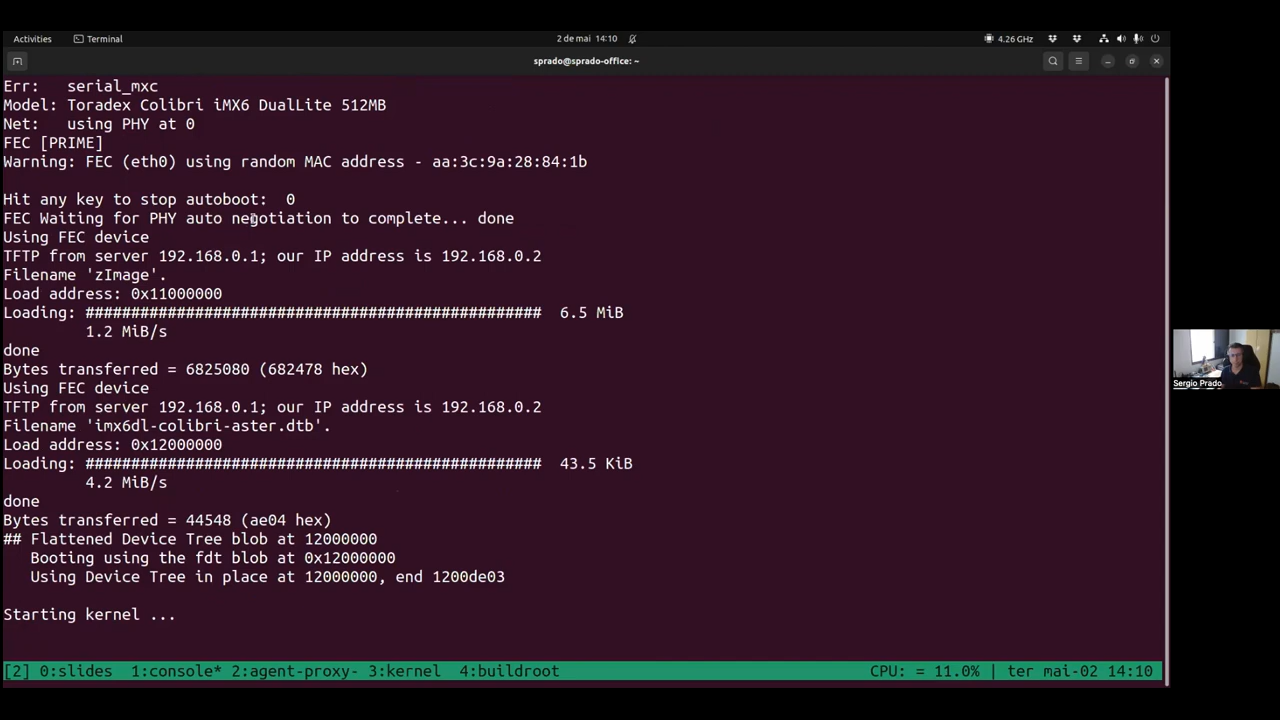 Activities
Terminal
2 de mai 14:10
4.26 GHz
sprado@sprado-office: ~
Err:   serial_mxc
Model: Toradex Colibri iMX6 DualLite 512MB
Net:   using PHY at 0
FEC [PRIME]
Warning: FEC (eth0) using random MAC address - aa:3c:9a:28:84:1b
Hit any key to stop autoboot:  0
FEC Waiting for PHY auto negotiation to complete... done
Using FEC device
TFTP from server 192.168.0.1; our IP address is 192.168.0.2
Filename 'zImage'.
Load address: 0x11000000
Loading: ##################################################  6.5 MiB
         1.2 MiB/s
done
Bytes transferred = 6825080 (682478 hex)
Using FEC device
TFTP from server 192.168.0.1; our IP address is 192.168.0.2
Filename 'imx6dl-colibri-aster.dtb'.
Load address: 0x12000000
Loading: ##################################################  43.5 KiB
         4.2 MiB/s
done
Bytes transferred = 44548 (ae04 hex)
## Flattened Device Tree blob at 12000000
   Booting using the fdt blob at 0x12000000
   Using Device Tree in place at 12000000, end 1200de03
Starting kernel ...
[2] 0:slides  1:console* 2:agent-proxy- 3:kernel  4:buildroot
CPU: = 11.0% | ter mai-02 14:10
Sergio Prado